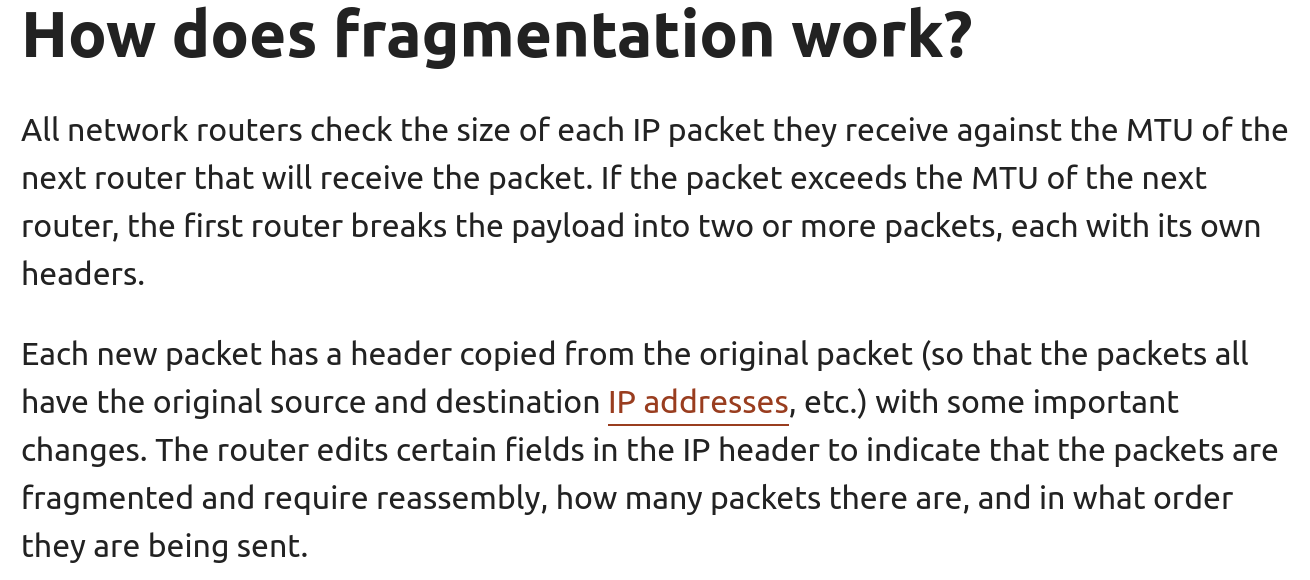 How does fragmentation work?
All network routers check the size of each IP packet they receive against the MTU of the
next router that will receive the packet. If the packet exceeds the MTU of the next
router, the first router breaks the payload into two or more packets, each with its own
headers.
Each new packet has a header copied from the original packet (so that the packets all
have the original source and destination IP addresses, etc.) with some important
changes. The router edits certain fields in the IP header to indicate that the packets are
fragmented and require reassembly, how many packets there are, and in what order
they are being sent.